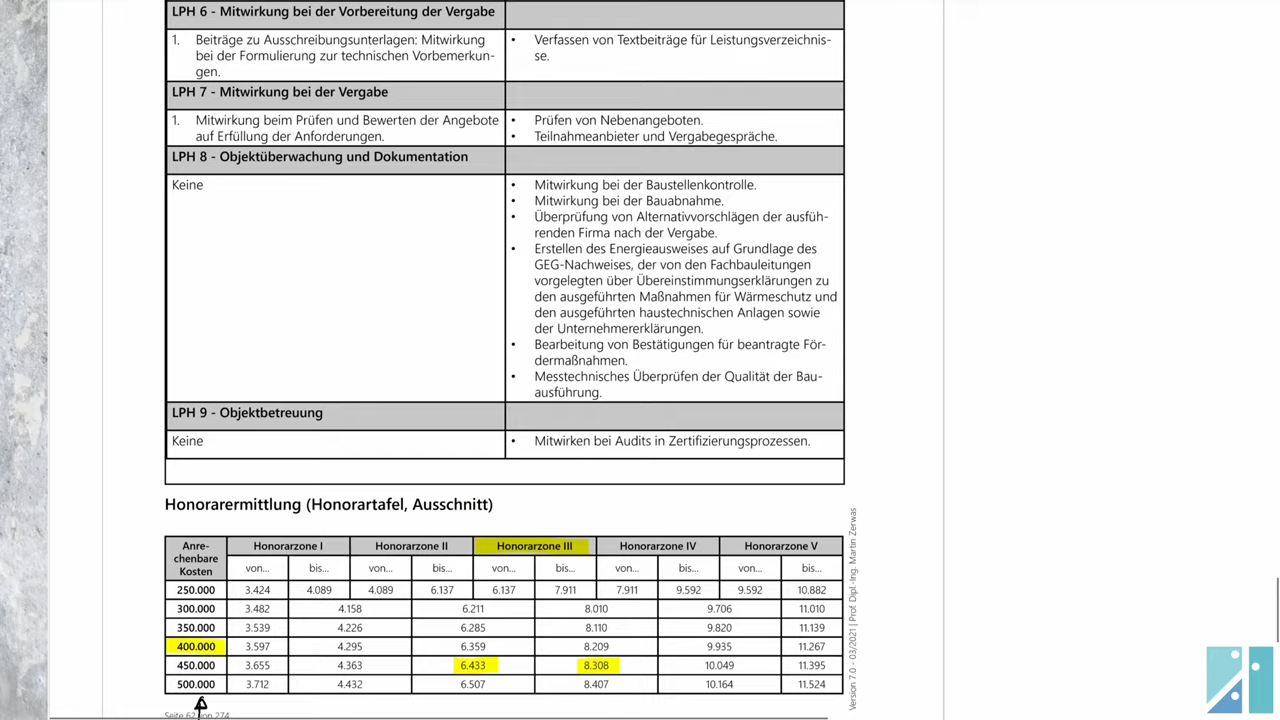 LPH 6 - Mitwirkung bei der Vorbereitung der Vergabe
1. Beiträge zu Ausschreibungsunterlagen: Mitwirkung
bei der Formulierung zur technischen Vorbemerkun-
gen.
• Verfassen von Textbeiträge für Leistungsverzeichnis-
se.
LPH 7 - Mitwirkung bei der Vergabe
1. Mitwirkung beim Prüfen und Bewerten der Angebote
auf Erfüllung der Anforderungen.
• Prüfen von Nebenangeboten.
• Teilnahmeanbieter und Vergabegespräche.
LPH 8 - Objektüberwachung und Dokumentation
Keine
• Mitwirkung bei der Baustellenkontrolle.
• Mitwirkung bei der Bauabnahme.
• Überprüfung von Alternativvorschlägen der ausfüh-
renden Firma nach der Vergabe.
• Erstellen des Energieausweises auf Grundlage des
GEG-Nachweises, der von den Fachbauleitungen
vorgelegten über Übereinstimmungserklärungen zu
den ausgeführten Maßnahmen für Wärmeschutz und
den ausgeführten haustechnischen Anlagen sowie
der Unternehmererklärungen.
• Bearbeitung von Bestätigungen für beantragte För-
dermaßnahmen.
• Messtechnisches Überprüfen der Qualität der Bau-
ausführung.
LPH 9 - Objektbetreuung
Keine
• Mitwirken bei Audits in Zertifizierungsprozessen.
Honorarermittlung (Honorartafel, Ausschnitt)
Anre-
chenbare
Kosten
Honorarzone I Honorarzone II Honorarzone III Honorarzone IV Honorarzone V
von... bis... von... bis... von... bis... von... bis... von... bis...
250.000 3.424 4.089 4.089 6.137 6.137 7.911 7.911 9.592 9.592 10.882
300.000 3.482 4.158 6.211 8.010 9.706 11.010
350.000 3.539 4.226 6.285 8.110 9.820 11.139
400.000 3.597 4.295 6.359 8.209 9.935 11.267
450.000 3.655 4.363 6.433 8.308 10.049 11.395
500.000 3.712 4.432 6.507 8.407 10.164 11.524
Version 7.0 - 03/2021 | Prof. Dipl.-Ing. Martin Zerwas
Seite 62 von 274